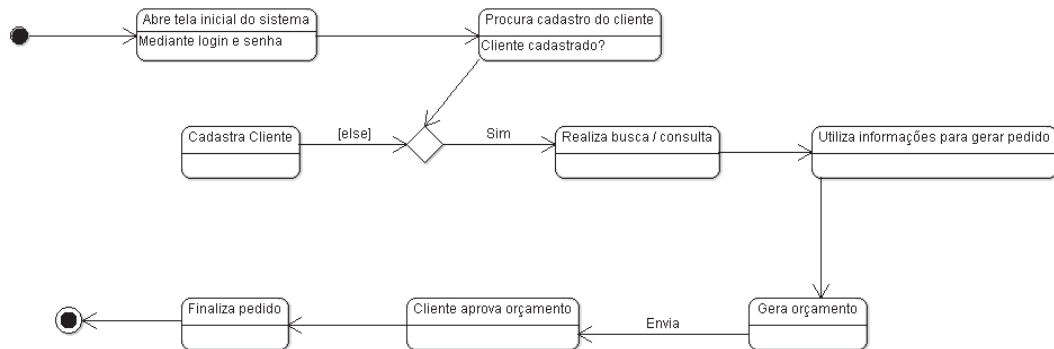 Abre tela inicial do sistema
Mediante login e senha
Procura cadastro do cliente
Cliente cadastrado?
Cadastra Cliente
[else]
Sim
Realiza busca / consulta
Utiliza informações para gerar pedido
Finaliza pedido
Cliente aprova orçamento
Envia
Gera orçamento